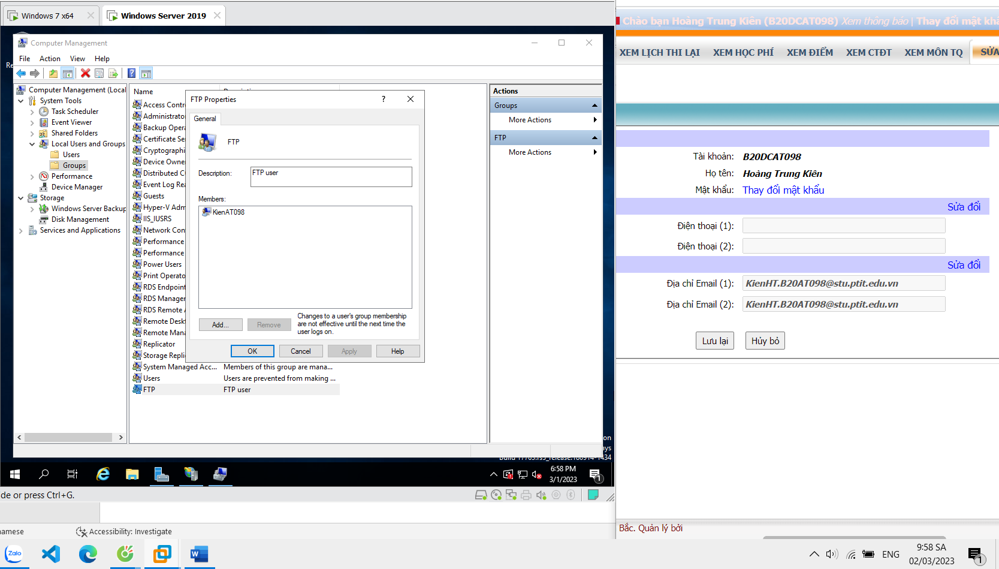 Windows 7 x64
Windows Server 2019
Computer Management
File Action View Help
Computer Management (Local
System Tools
Task Scheduler
Event Viewer
Shared Folders
Local Users and Groups
Users
Groups
Performance
Device Manager
Storage
Windows Server Backup
Disk Management
Services and Applications
Name
Access Contr
Administrato
Backup Opera
Certificate Se
Cryptographi
Device Owne
Distributed C
Event Log Rea
Guests
Hyper-V Adm
IIS_IUSRS
Network Con
Performance
Performance
Power Users
Print Operato
RDS Endpoint
RDS Manager
RDS Remote A
Remote Deskt
Remote Mana
Replicator
Storage Repli
System Managed Acc... Members of this group are mana...
Users Users are prevented from making ...
FTP FTP user
FTP Properties
General
FTP
Description: FTP user
Members:
KienAT098
Add... Remove
Changes to a user's group membership
are not effective until the next time the
user logs on.
OK Cancel Apply Help
Actions
Groups
More Actions
FTP
More Actions
6:58 PM
3/1/2023
1
de or press Ctrl+G.
Accessibility: Investigate
Chào bạn Hoàng Trung Kiên (B20DCAT098) Xem thông báo | Thay đổi mật khẩ
XEM LỊCH THI LẠI XEM HỌC PHÍ XEM ĐIỂM XEM CTĐT XEM MÔN TQ SỬA
Tài khoản: B20DCAT098
Họ tên: Hoàng Trung Kiên
Mật khẩu: Thay đổi mật khẩu
Sửa đổi
Điện thoại (1):
Điện thoại (2):
Sửa đổi
Địa chỉ Email (1): KienHT.B20AT098@stu.ptit.edu.vn
Địa chỉ Email (2): KienHT.B20AT098@stu.ptit.edu.vn
Lưu lại Hủy bỏ
Bắc. Quản lý bởi
Zalo
ENG
9:58 SA
02/03/2023
1